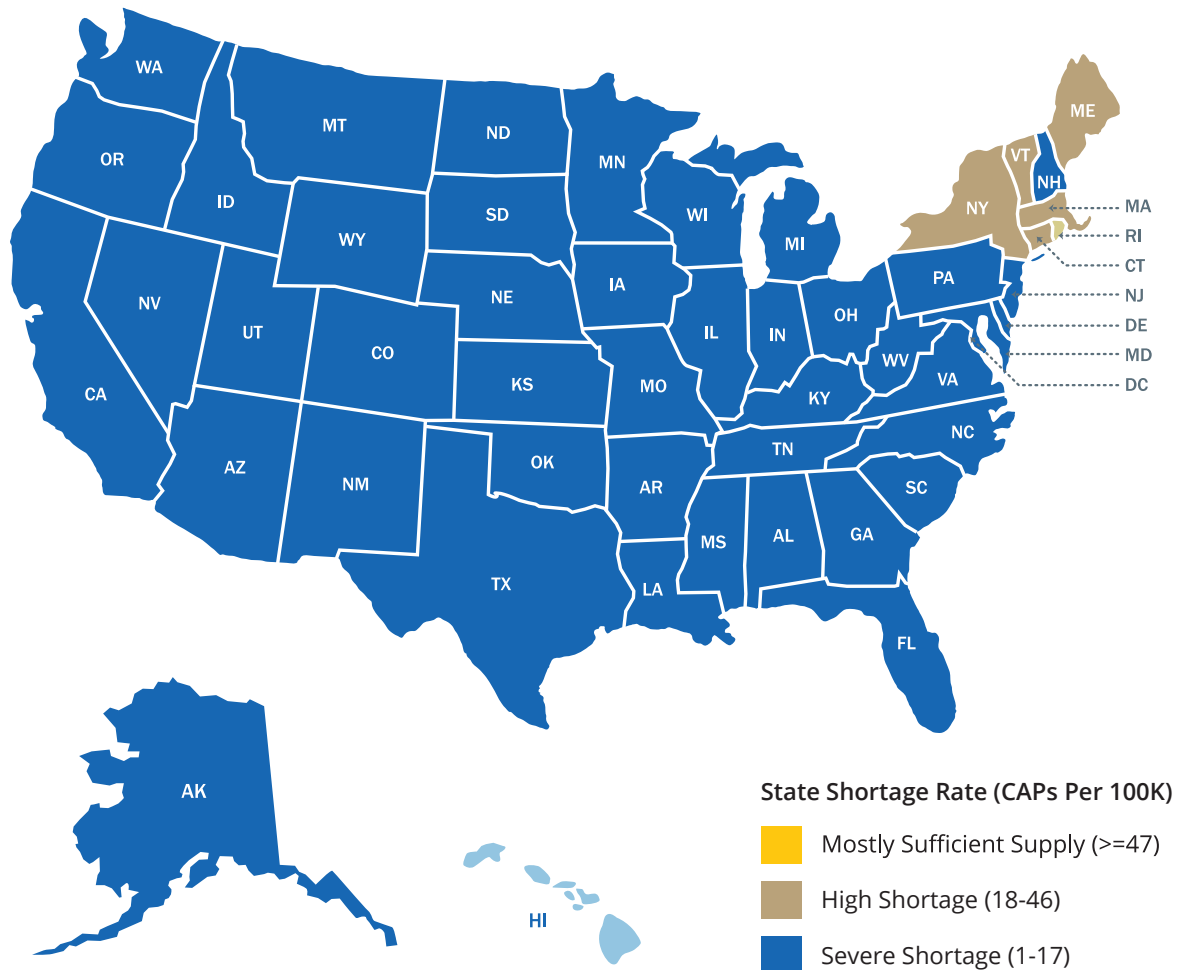 WA
MT
ND
MN
OR
ID
SD
WI
MI
ME
VT
NH
NY
MA
RI
CT
NJ
DE
MD
DC
WY
IA
NE
PA
NV
UT
CO
IL
IN
OH
WV
VA
CA
KS
MO
KY
NC
AZ
NM
OK
TN
AR
SC
MS
AL
GA
TX
LA
FL
AK
HI
State Shortage Rate (CAPs Per 100K)
Mostly Sufficient Supply (>=47)
High Shortage (18-46)
Severe Shortage (1-17)